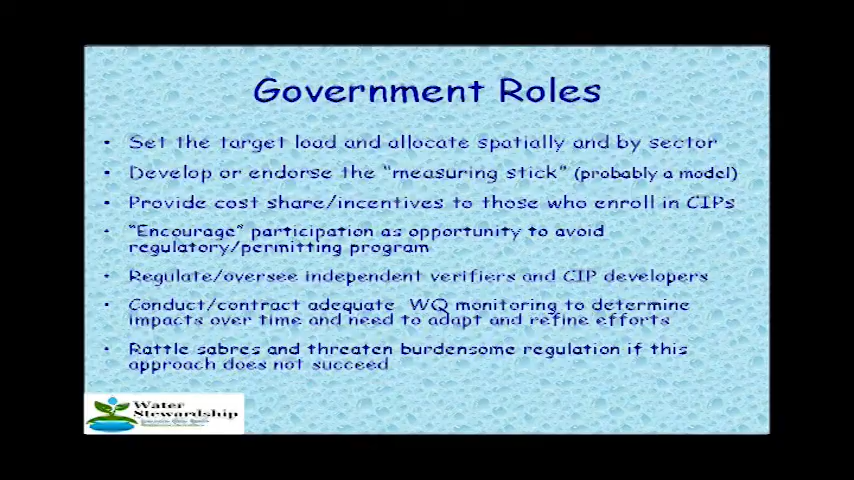 Government Roles
• Set the target load and allocate spatially and by sector
• Develop or endorse the “measuring stick” (probably a model)
• Provide cost share/incentives to those who enroll in CIPs
• “Encourage” participation as opportunity to avoid
regulatory/permitting program
• Regulate/oversee independent verifiers and CIP developers
• Conduct/contract adequate WQ monitoring to determine
impacts over time and need to adapt and refine efforts
• Rattle sabres and threaten burdensome regulation if this
approach does not succeed
Water
Stewardship